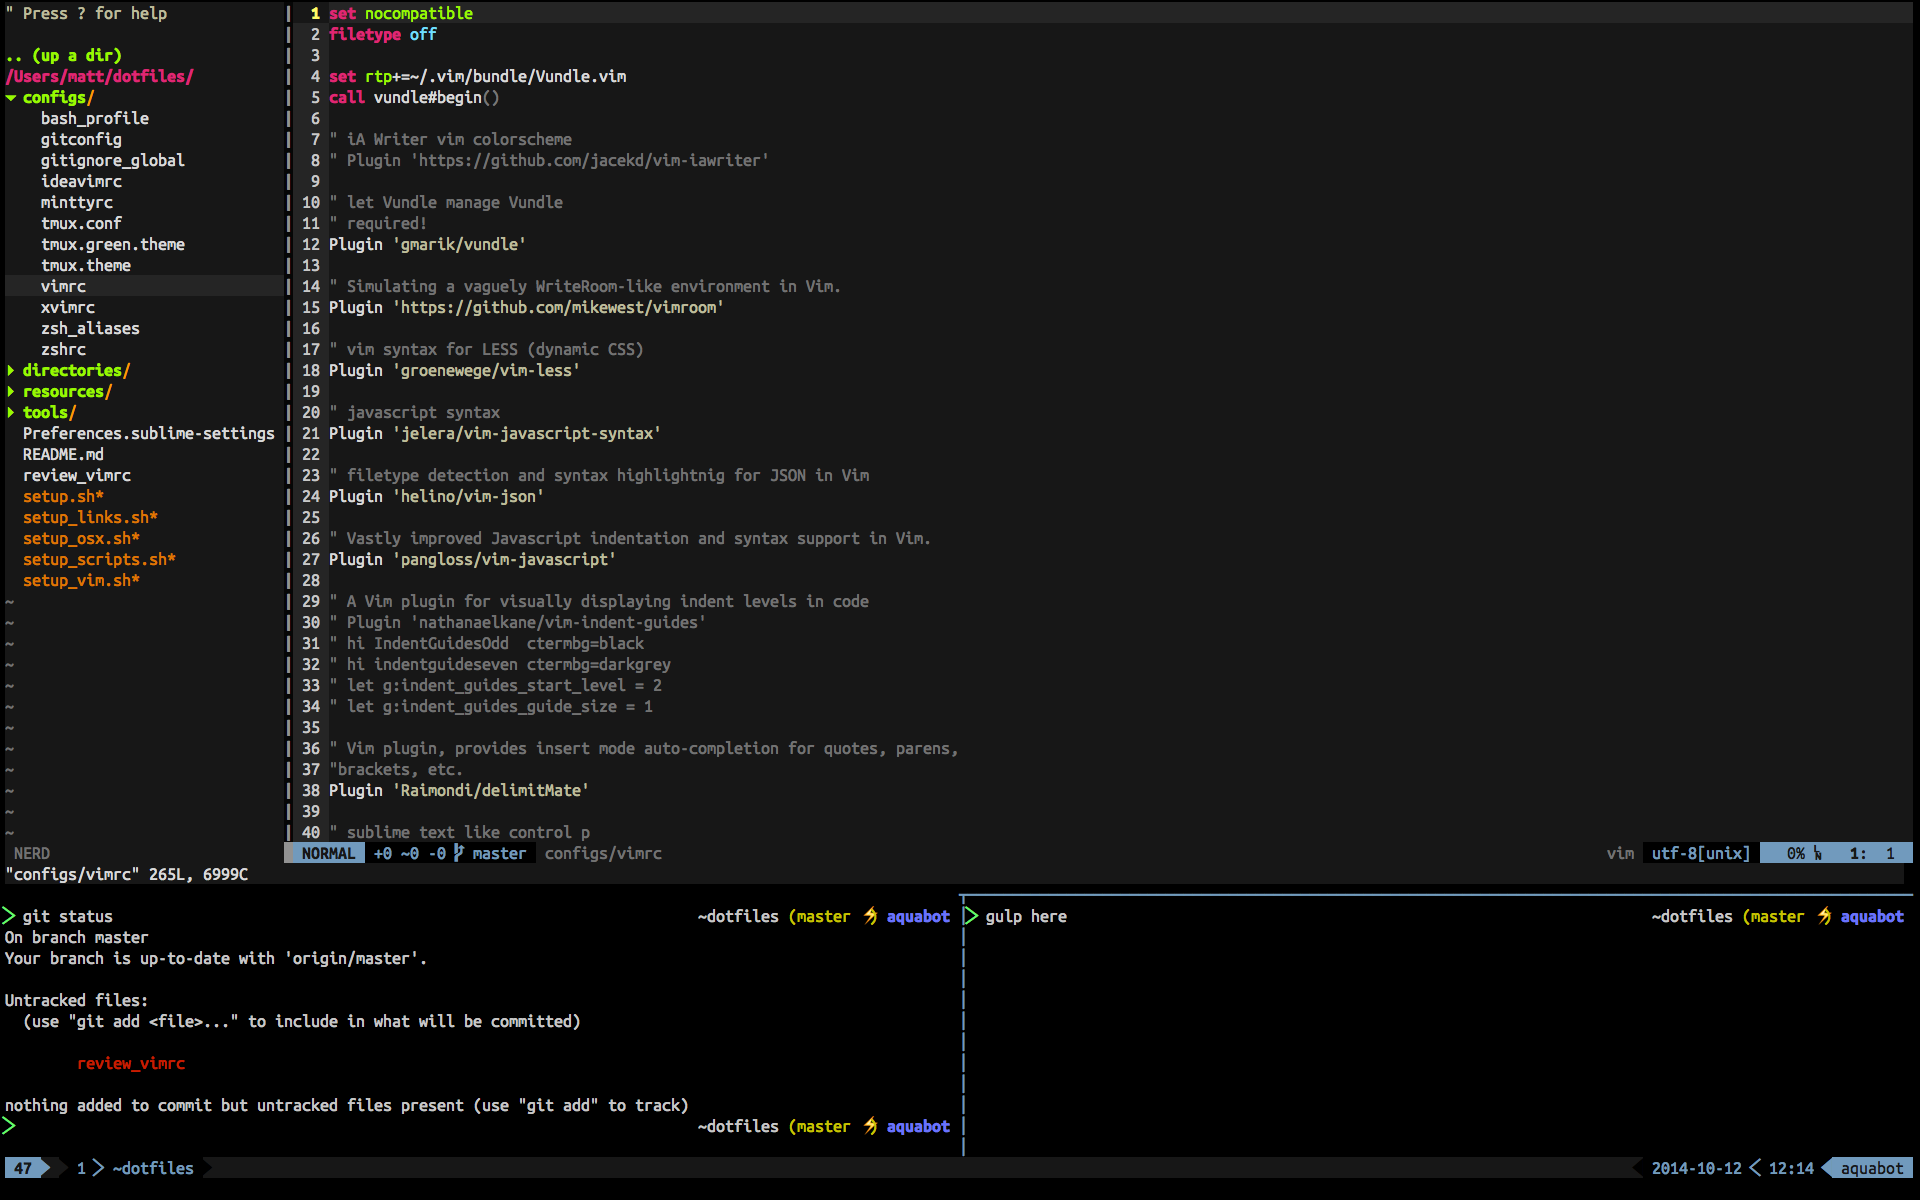 " Press ? for help
.. (up a dir)
/Users/matt/dotfiles/
▾ configs/
bash_profile
gitconfig
gitignore_global
ideavimrc
minttyrc
tmux.conf
tmux.green.theme
tmux.theme
vimrc
xvimrc
zsh_aliases
zshrc
▸ directories/
▸ resources/
▸ tools/
Preferences.sublime-settings
README.md
review_vimrc
setup.sh*
setup_links.sh*
setup_osx.sh*
setup_scripts.sh*
setup_vim.sh*
~
~
~
~
~
~
~
~
~
~
~
~
NERD
1 set nocompatible
2 filetype off
3
4 set rtp+=~/.vim/bundle/Vundle.vim
5 call vundle#begin()
6
7 " iA Writer vim colorscheme
8 " Plugin 'https://github.com/jacekd/vim-iawriter'
9
10 " let Vundle manage Vundle
11 " required!
12 Plugin 'gmarik/vundle'
13
14 " Simulating a vaguely WriteRoom-like environment in Vim.
15 Plugin 'https://github.com/mikewest/vimroom'
16
17 " vim syntax for LESS (dynamic CSS)
18 Plugin 'groenewege/vim-less'
19
20 " javascript syntax
21 Plugin 'jelera/vim-javascript-syntax'
22
23 " filetype detection and syntax highlightnig for JSON in Vim
24 Plugin 'helino/vim-json'
25
26 " Vastly improved Javascript indentation and syntax support in Vim.
27 Plugin 'pangloss/vim-javascript'
28
29 " A Vim plugin for visually displaying indent levels in code
30 " Plugin 'nathanaelkane/vim-indent-guides'
31 " hi IndentGuidesOdd  ctermbg=black
32 " hi indentguideseven ctermbg=darkgrey
33 " let g:indent_guides_start_level = 2
34 " let g:indent_guides_guide_size = 1
35
36 " Vim plugin, provides insert mode auto-completion for quotes, parens,
37 "brackets, etc.
38 Plugin 'Raimondi/delimitMate'
39
40 " sublime text like control p
NORMAL +0 ~0 -0 master configs/vimrc vim utf-8[unix] 0% LN 1: 1
"configs/vimrc" 265L, 6999C
git status ~dotfiles (master ⚡ aquabot
On branch master
Your branch is up-to-date with 'origin/master'.
Untracked files:
(use "git add <file>..." to include in what will be committed)
review_vimrc
nothing added to commit but untracked files present (use "git add" to track)
~dotfiles (master ⚡ aquabot
gulp here ~dotfiles (master ⚡ aquabot
47 1 ~dotfiles 2014-10-12 12:14 aquabot